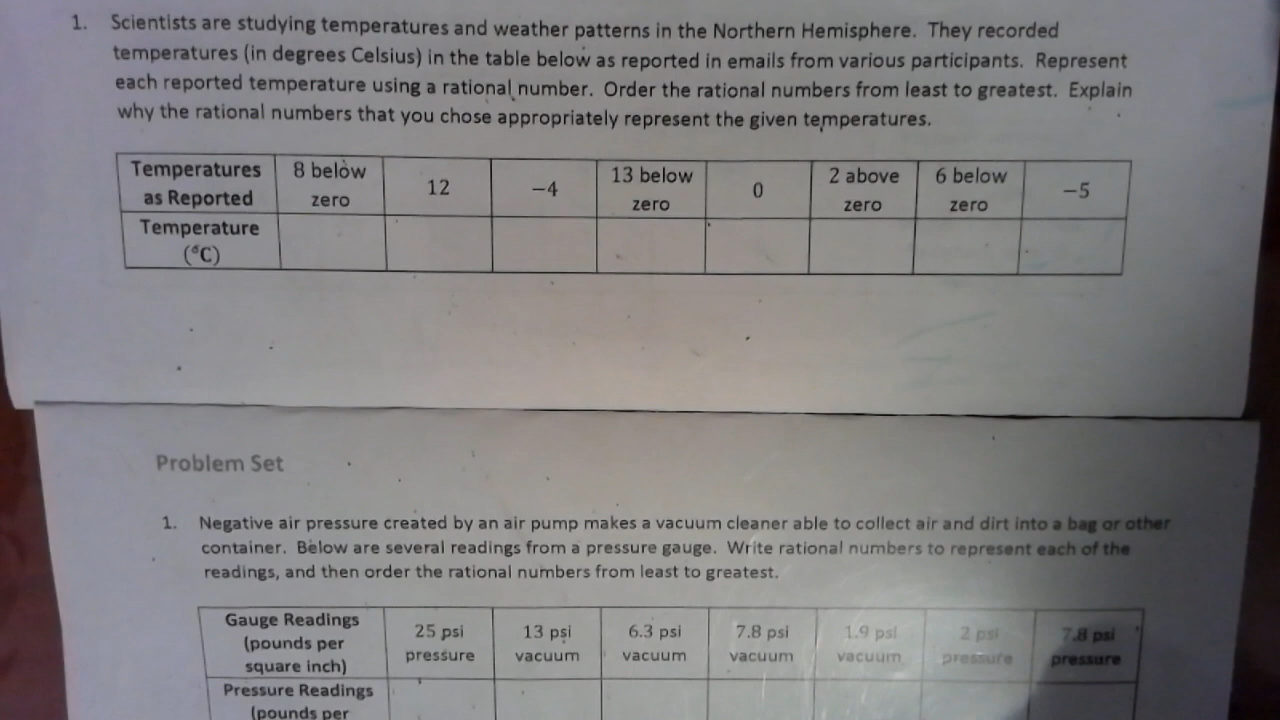 1. Scientists are studying temperatures and weather patterns in the Northern Hemisphere. They recorded
temperatures (in degrees Celsius) in the table below as reported in emails from various participants. Represent
each reported temperature using a rational number. Order the rational numbers from least to greatest. Explain
why the rational numbers that you chose appropriately represent the given temperatures.
Temperatures as Reported 8 below zero 12 −4 13 below zero 0 2 above zero 6 below zero −5
Temperature (°C)
Problem Set
1. Negative air pressure created by an air pump makes a vacuum cleaner able to collect air and dirt into a bag or other
container. Below are several readings from a pressure gauge. Write rational numbers to represent each of the
readings, and then order the rational numbers from least to greatest.
Gauge Readings (pounds per square inch) 25 psi pressure 13 psi vacuum 6.3 psi vacuum 7.8 psi vacuum 1.9 psi vacuum 2 psi pressure 7.8 psi pressure
Pressure Readings
(pounds per